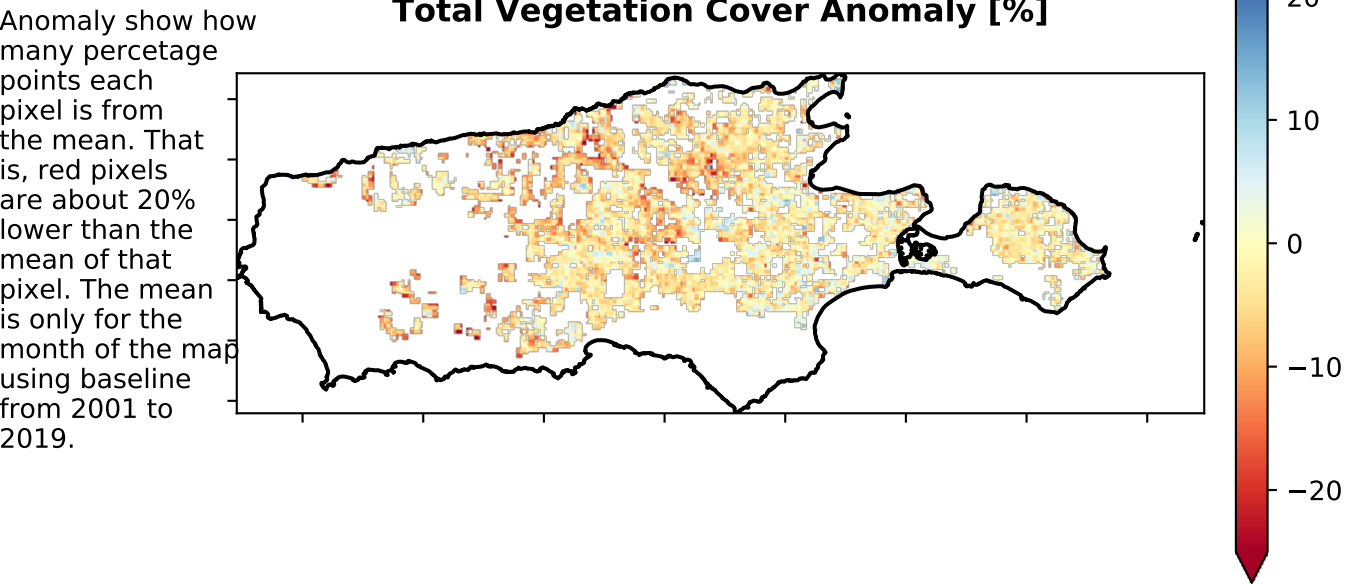 Total Vegetation Cover Anomaly [%]
Anomaly show how
many percetage
points each
pixel is from
the mean. That
is, red pixels
are about 20%
lower than the
mean of that
pixel. The mean
is only for the
month of the map
using baseline
from 2001 to
2019.
20
10
0
−10
−20